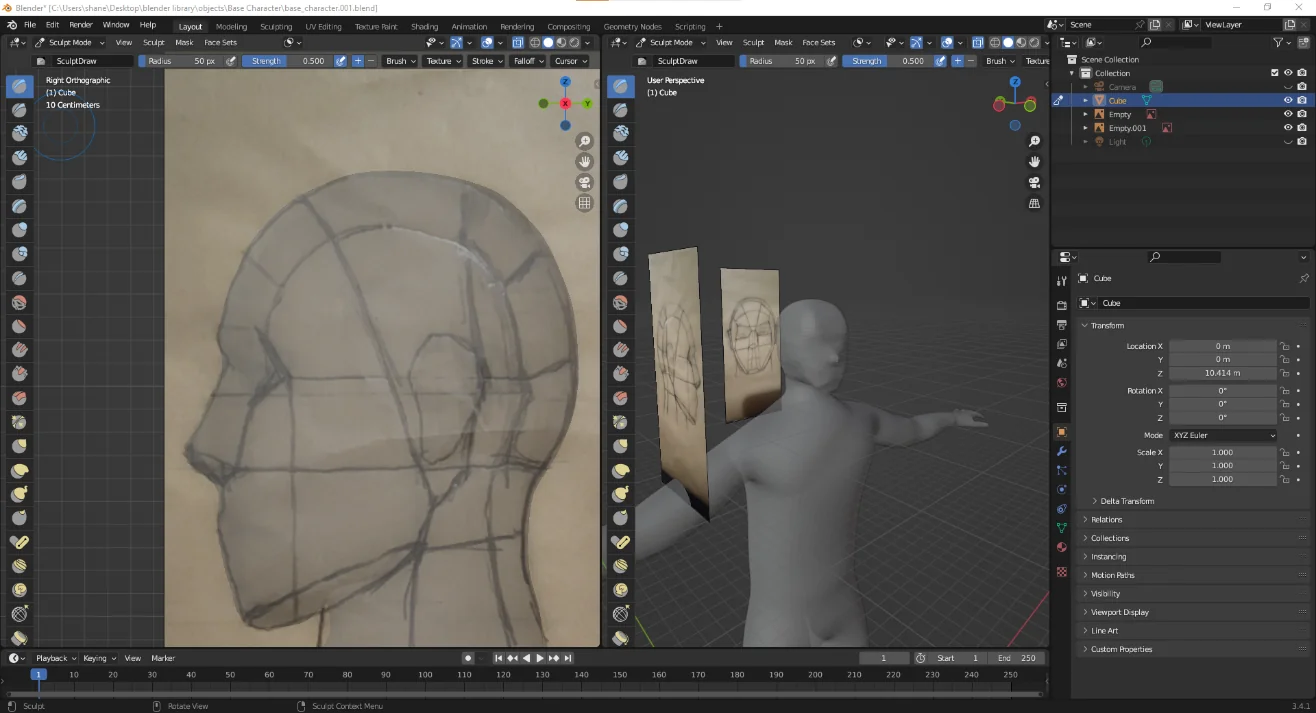 Blender* [C:\Users\shane\Desktop\blender library\objects\Base Character\base_character.001.blend]
File Edit Render Window Help Layout Modeling Sculpting UV Editing Texture Paint Shading Animation Rendering Compositing Geometry Nodes Scripting + Scene ViewLayer
Sculpt Mode View Sculpt Mask Face Sets Sculpt Mode View Sculpt Mask Face Sets
SculptDraw Radius 50 px Strength 0.500 + − Brush Texture Stroke Falloff Cursor SculptDraw Radius 50 px Strength 0.500 + − Brush Texture
Right Orthographic
(1) Cube
10 Centimeters
Z
X Y
User Perspective
(1) Cube
Z
Scene Collection
Collection
Camera
Cube
Empty
Empty.001
Light
Cube
Cube
Transform
Location X 0 m
Y 0 m
Z 10.414 m
Rotation X 0°
Y 0°
Z 0°
Mode XYZ Euler
Scale X 1.000
Y 1.000
Z 1.000
Delta Transform
Relations
Collections
Instancing
Motion Paths
Visibility
Viewport Display
Line Art
Custom Properties
Playback Keying View Marker 1 Start 1 End 250
1 10 20 30 40 50 60 70 80 90 100 110 120 130 140 150 160 170 180 190 200 210 220 230 240 250
Sculpt Rotate View Sculpt Context Menu 3.4.1